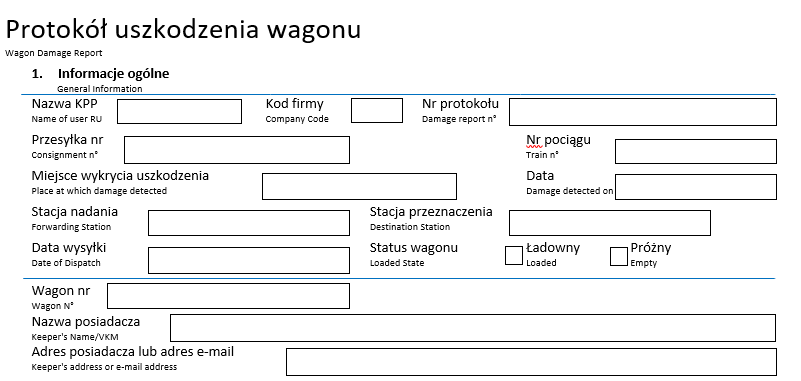 Protokół uszkodzenia wagonu
Wagon Damage Report
1. Informacje ogólne
General Information
Nazwa KPP Kod firmy Nr protokołu
Name of user RU Company Code Damage report n°
Przesyłka nr Nr pociągu
Consignment n° Train n°
Miejsce wykrycia uszkodzenia Data
Place at which damage detected Damage detected on
Stacja nadania Stacja przeznaczenia
Forwarding Station Destination Station
Data wysyłki Status wagonu Ładowny Próżny
Date of Dispatch Loaded State Loaded Empty
Wagon nr
Wagon N°
Nazwa posiadacza
Keeper's Name/VKM
Adres posiadacza lub adres e-mail
Keeper's address or e-mail address